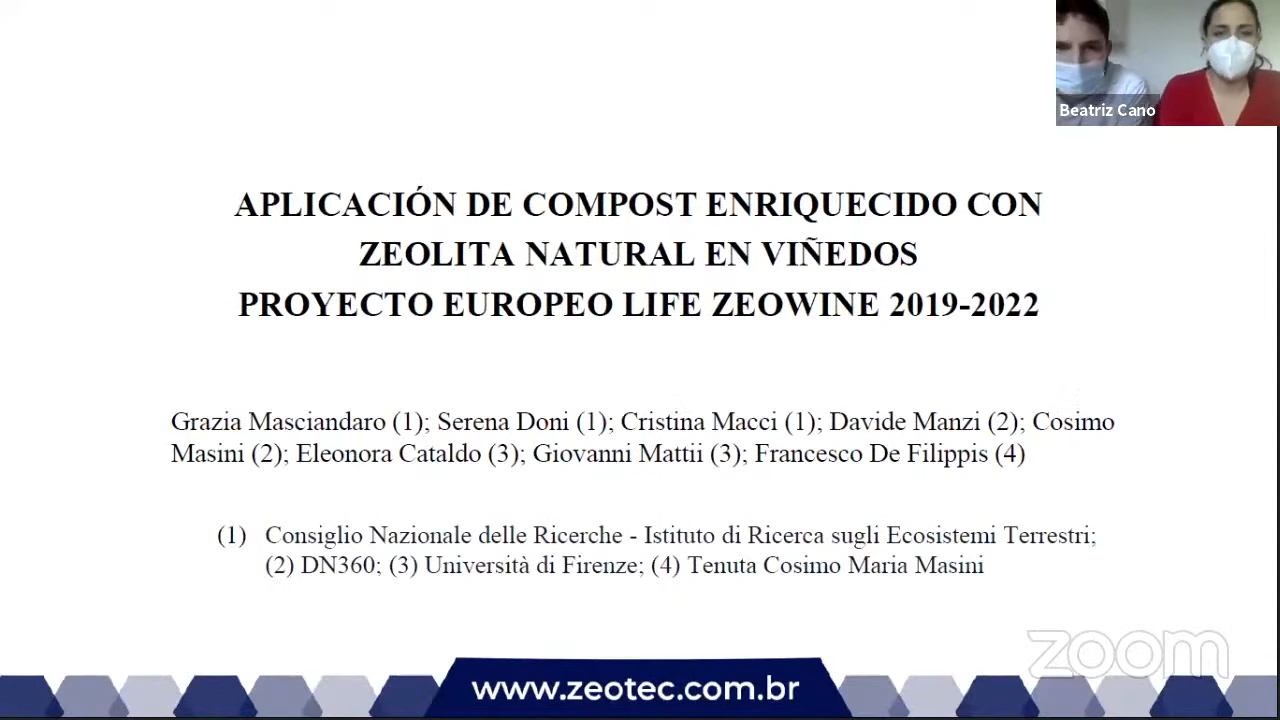 Beatriz Cano
APLICACIÓN DE COMPOST ENRIQUECIDO CON
ZEOLITA NATURAL EN VIÑEDOS
PROYECTO EUROPEO LIFE ZEOWINE 2019-2022
Grazia Masciandaro (1); Serena Doni (1); Cristina Macci (1); Davide Manzi (2); Cosimo
Masini (2); Eleonora Cataldo (3); Giovanni Mattii (3); Francesco De Filippis (4)
(1) Consiglio Nazionale delle Ricerche - Istituto di Ricerca sugli Ecosistemi Terrestri;
(2) DN360; (3) Università di Firenze; (4) Tenuta Cosimo Maria Masini
zoom
www.zeotec.com.br